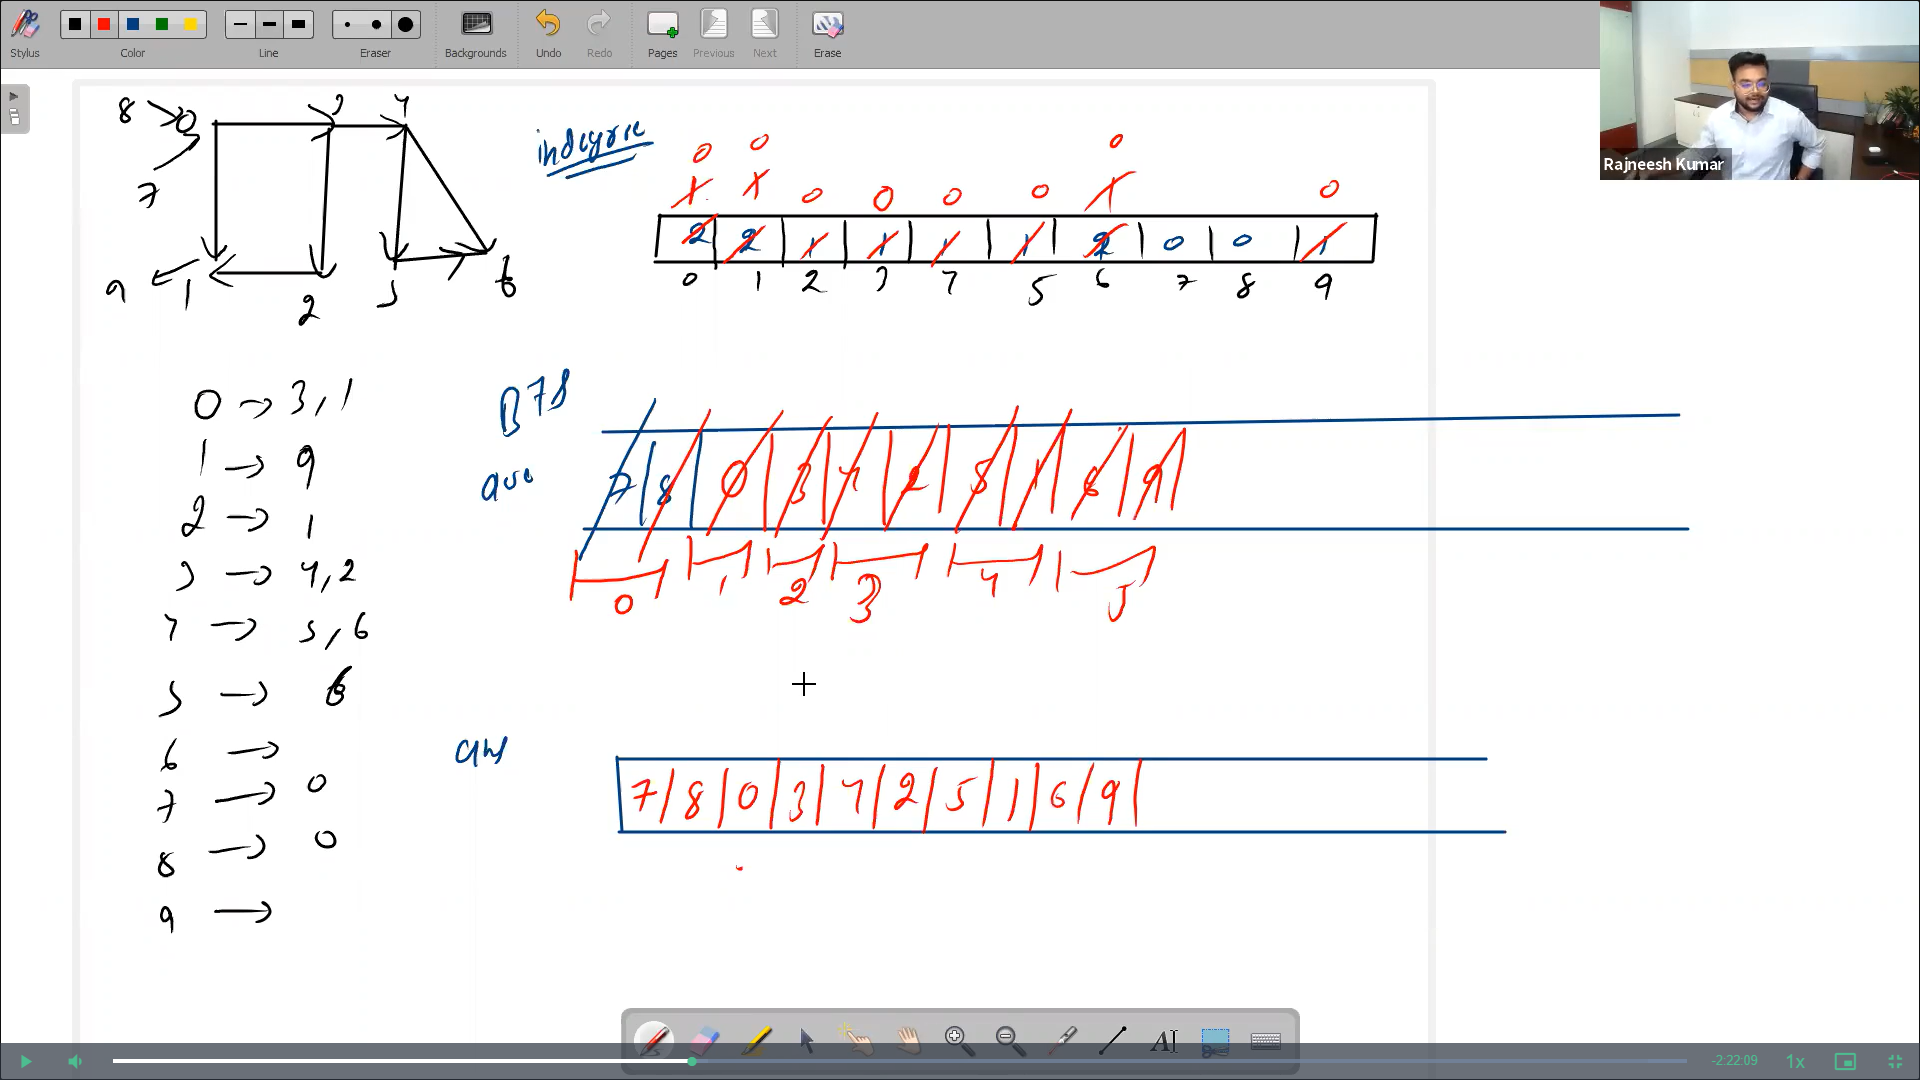 Stylus
Color
Line
Eraser
Backgrounds
Undo
Redo
Pages
Previous
Next
Erase
Rajneesh Kumar
8 0 3 4
7
9 1 2 5 6
indegree
0 0 0
1 1 0 0 0 0 1 0
2 2 1 1 1 1 2 0 0 1
0 1 2 3 4 5 6 7 8 9
0 → 3, 1
1 → 9
2 → 1
3 → 4, 2
4 → 5, 6
5 → 6
6 →
7 → 0
8 → 0
9 →
BFS
que
7 8 0 3 4 2 5 1 6 9
0 1 2 3 4 5
ans
7 8 0 3 4 2 5 1 6 9
AI
-2:22:09
1x